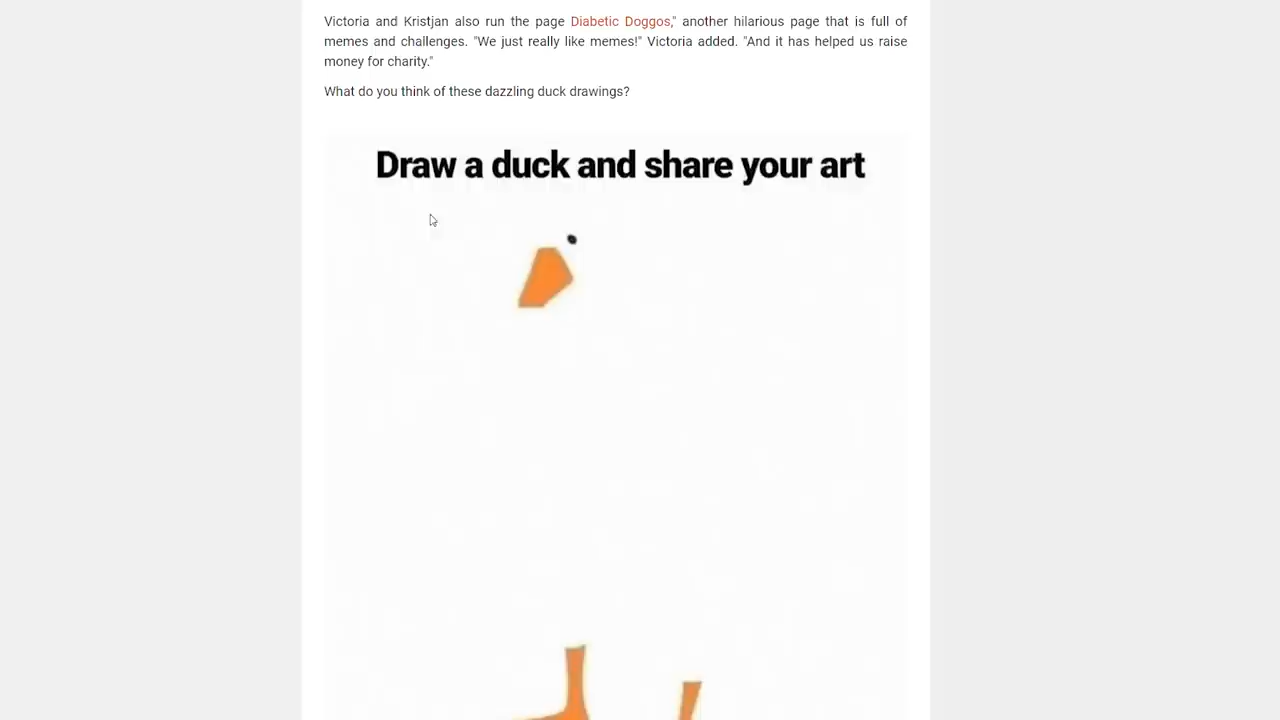 Victoria and Kristjan also run the page Diabetic Doggos," another hilarious page that is full of
memes and challenges. "We just really like memes!" Victoria added. "And it has helped us raise
money for charity."
What do you think of these dazzling duck drawings?
Draw a duck and share your art